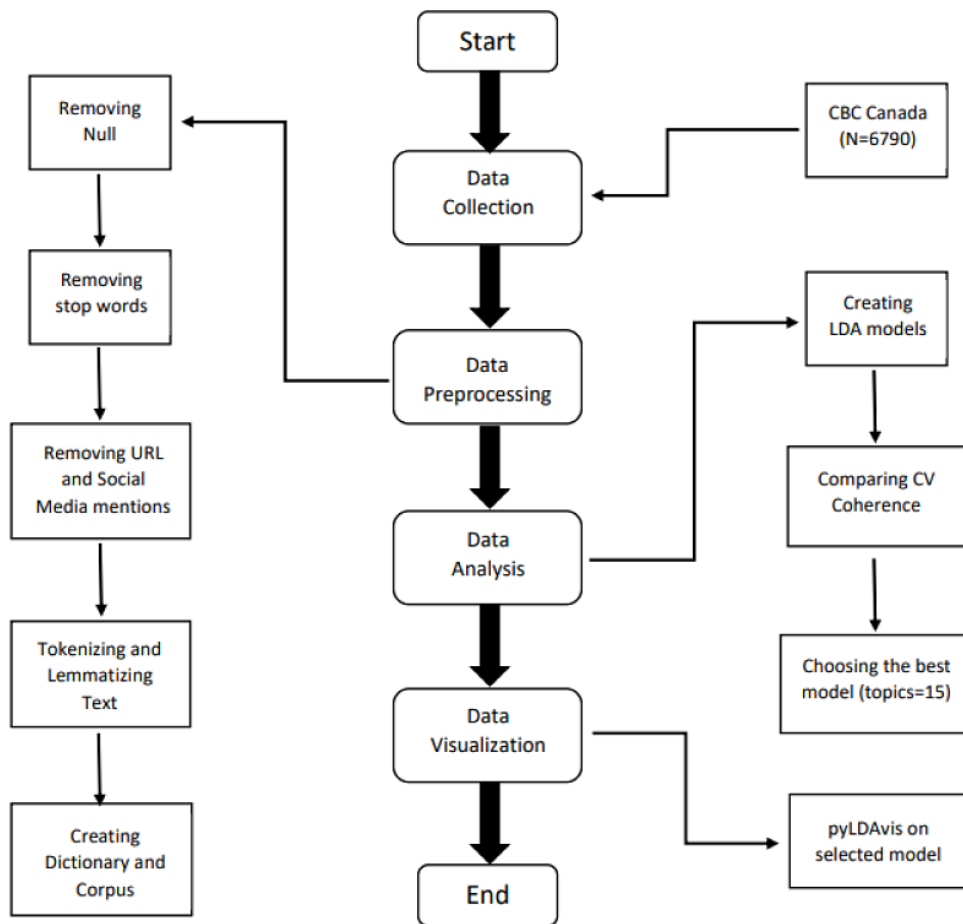 Start
Removing
Null
CBC Canada
(N=6790)
Data
Collection
Removing
stop words
Creating
LDA models
Data
Preprocessing
Removing URL
and Social
Media mentions
Comparing CV
Coherence
Data
Analysis
Tokenizing and
Lemmatizing
Text
Choosing the best
model (topics=15)
Data
Visualization
Creating
Dictionary and
Corpus
pyLDAvis on
selected model
End